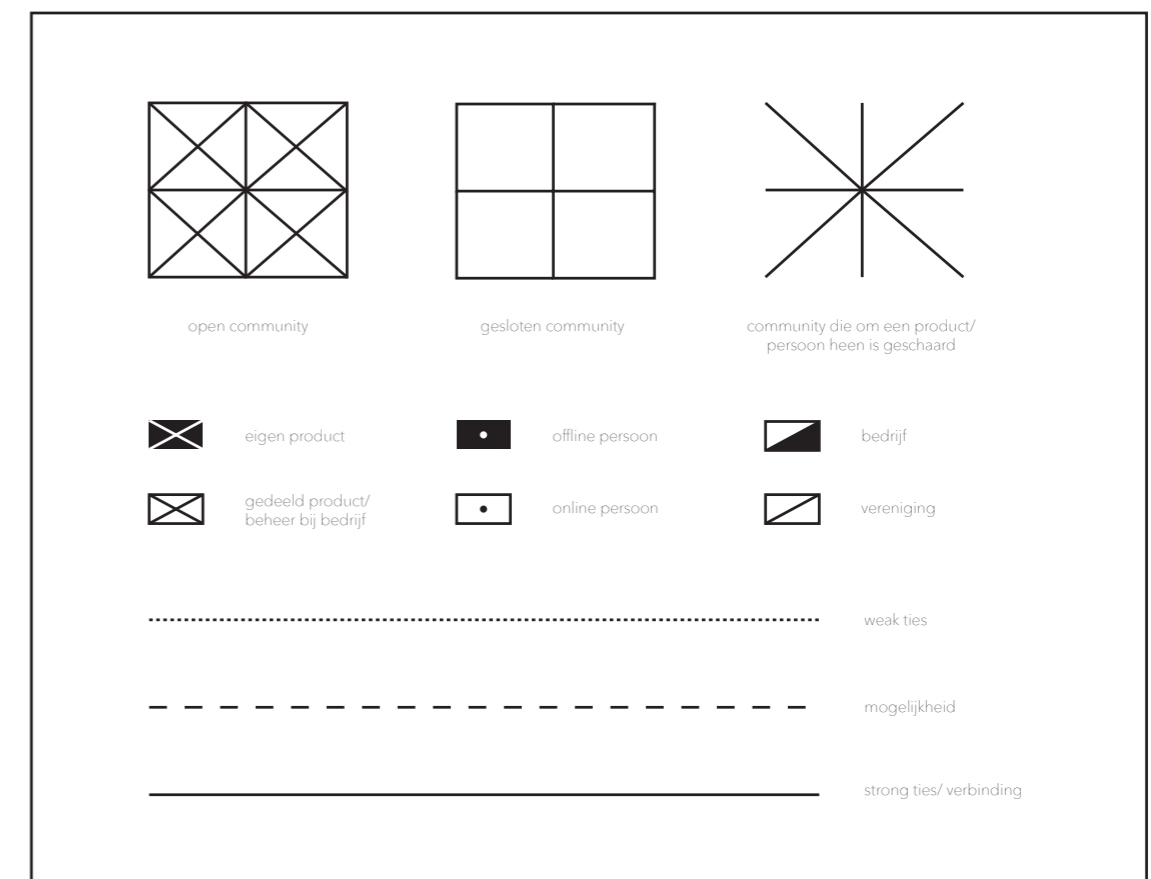 open community
gesloten community
community die om een product/
persoon heen is geschaard
eigen product
offline persoon
bedrijf
gedeeld product/
beheer bij bedrijf
online persoon
vereniging
weak ties
mogelijkheid
strong ties/ verbinding